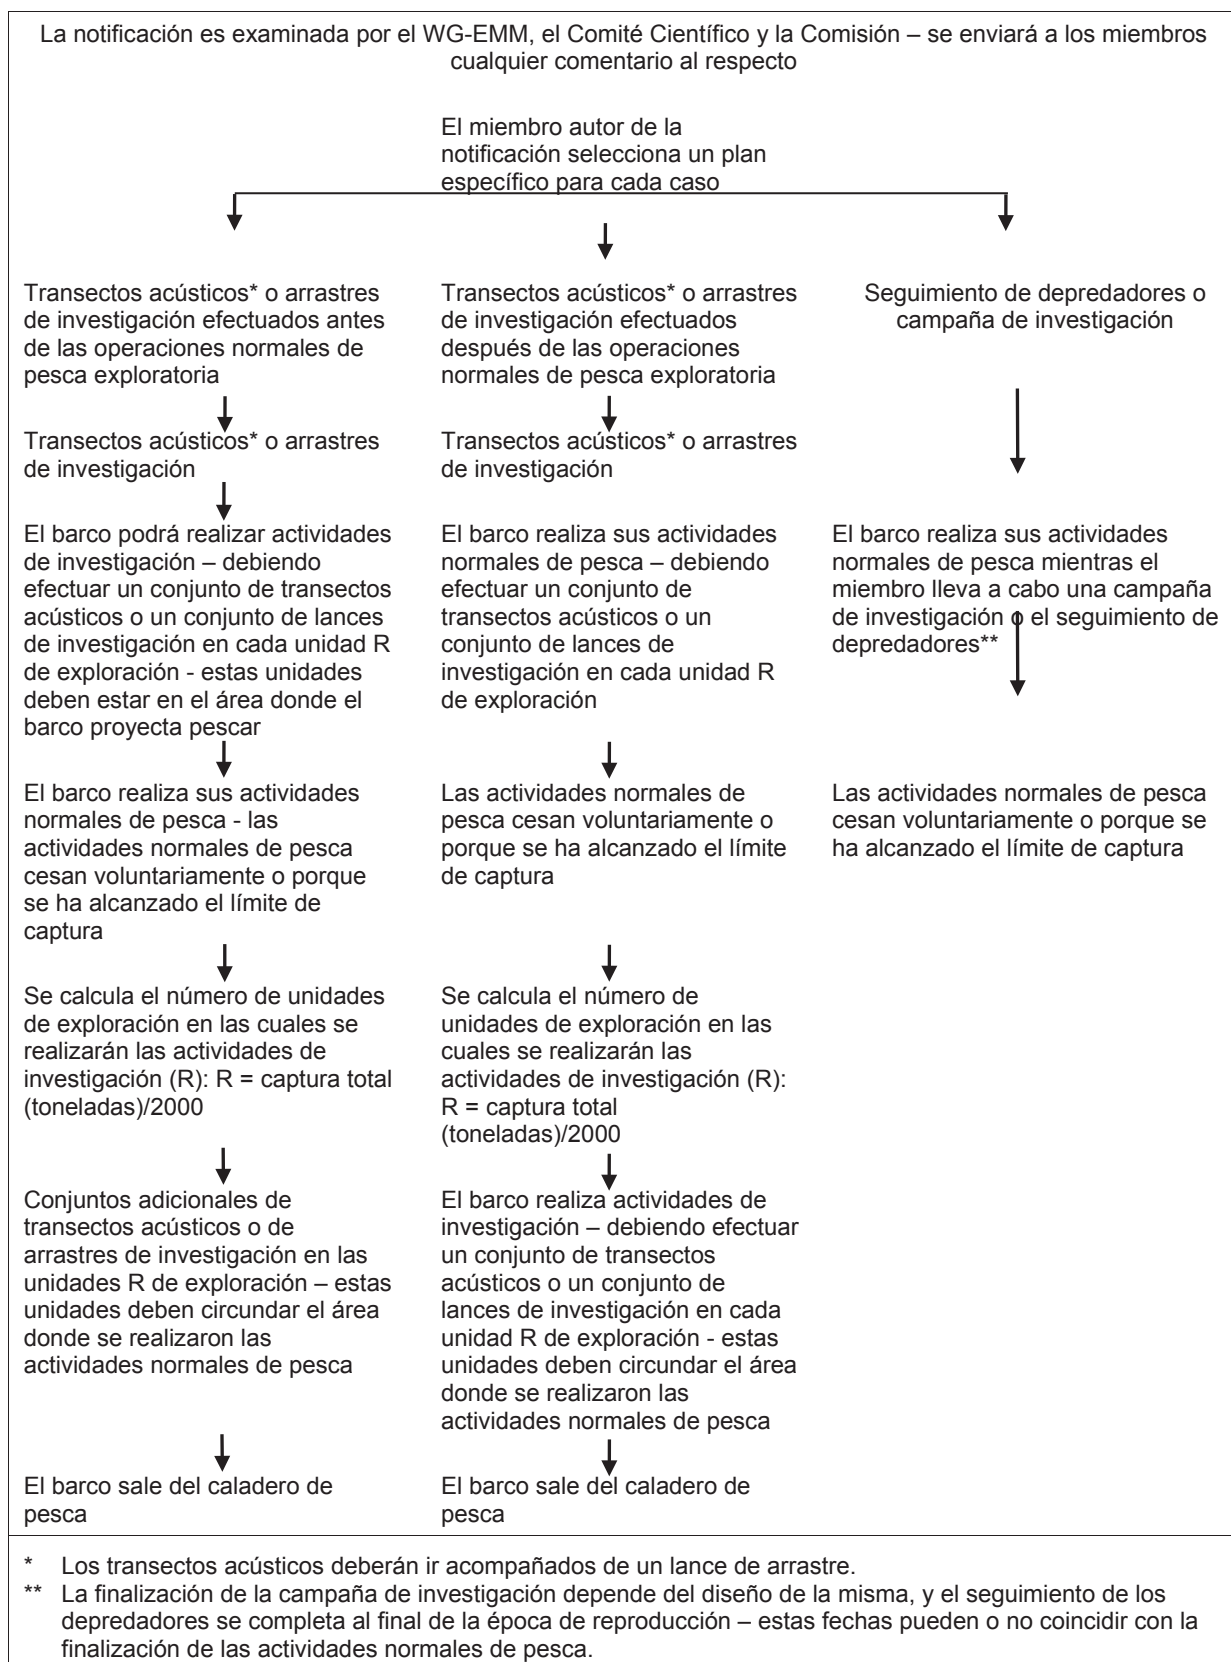 La notificación es examinada por el WG-EMM, el Comité Científico y la Comisión – se enviará a los miembros
cualquier comentario al respecto
El miembro autor de la
notificación selecciona un plan
específico para cada caso
Transectos acústicos* o arrastres
de investigación efectuados antes
de las operaciones normales de
pesca exploratoria
Transectos acústicos* o arrastres
de investigación
El barco podrá realizar actividades
de investigación – debiendo
efectuar un conjunto de transectos
acústicos o un conjunto de lances
de investigación en cada unidad R
de exploración - estas unidades
deben estar en el área donde el
barco proyecta pescar
El barco realiza sus actividades
normales de pesca - las
actividades normales de pesca
cesan voluntariamente o porque
se ha alcanzado el límite de
captura
Se calcula el número de unidades
de exploración en las cuales se
realizarán las actividades de
investigación (R): R = captura total
(toneladas)/2000
Conjuntos adicionales de
transectos acústicos o de
arrastres de investigación en las
unidades R de exploración – estas
unidades deben circundar el área
donde se realizaron las
actividades normales de pesca
El barco sale del caladero de
pesca
Transectos acústicos* o arrastres
de investigación efectuados
después de las operaciones
normales de pesca exploratoria
Transectos acústicos* o arrastres
de investigación
El barco realiza sus actividades
normales de pesca – debiendo
efectuar un conjunto de
transectos acústicos o un
conjunto de lances de
investigación en cada unidad R
de exploración
Las actividades normales de
pesca cesan voluntariamente o
porque se ha alcanzado el límite
de captura
Se calcula el número de
unidades de exploración en las
cuales se realizarán las
actividades de investigación (R):
R = captura total
(toneladas)/2000
El barco realiza actividades de
investigación – debiendo efectuar
un conjunto de transectos
acústicos o un conjunto de
lances de investigación en cada
unidad R de exploración - estas
unidades deben circundar el área
donde se realizaron las
actividades normales de pesca
El barco sale del caladero de
pesca
Seguimiento de depredadores o
campaña de investigación
El barco realiza sus actividades
normales de pesca mientras el
miembro lleva a cabo una campaña
de investigación o el seguimiento de
depredadores**
Las actividades normales de pesca
cesan voluntariamente o porque se
ha alcanzado el límite de captura
* Los transectos acústicos deberán ir acompañados de un lance de arrastre.
** La finalización de la campaña de investigación depende del diseño de la misma, y el seguimiento de los
depredadores se completa al final de la época de reproducción – estas fechas pueden o no coincidir con la
finalización de las actividades normales de pesca.